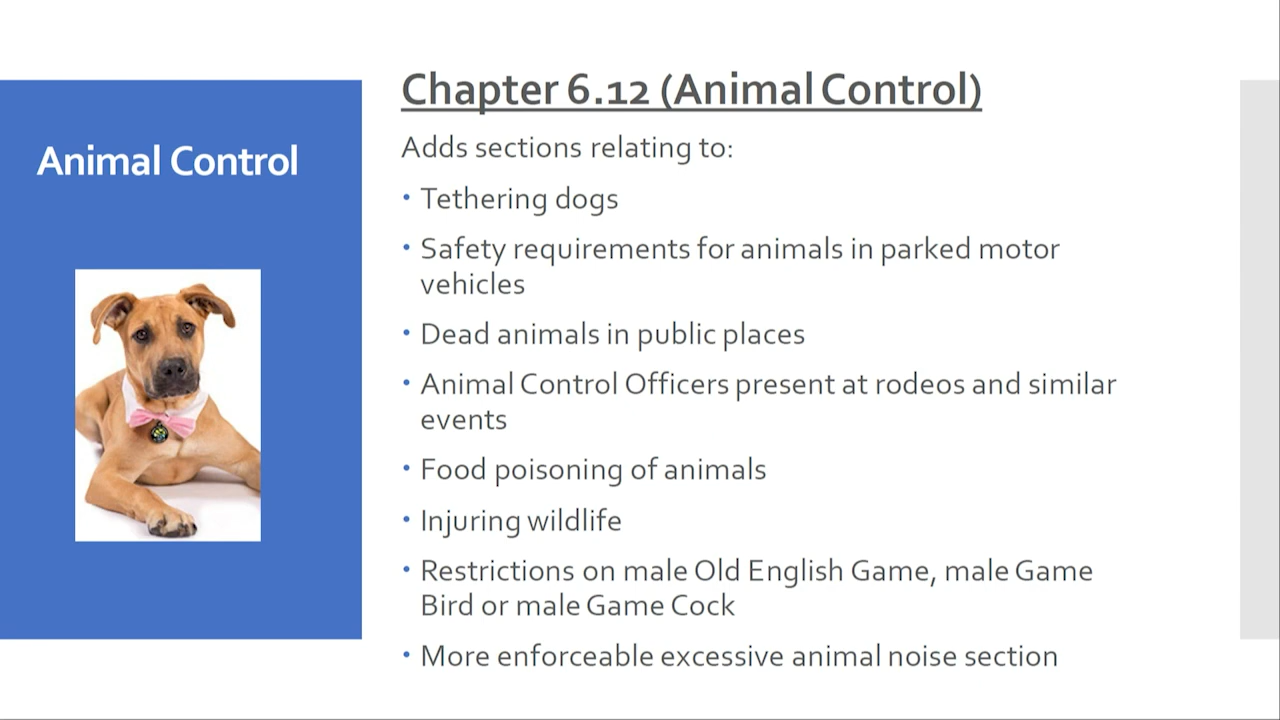 Animal Control
Chapter 6.12 (Animal Control)
Adds sections relating to:
• Tethering dogs
• Safety requirements for animals in parked motor
vehicles
• Dead animals in public places
• Animal Control Officers present at rodeos and similar
events
• Food poisoning of animals
• Injuring wildlife
• Restrictions on male Old English Game, male Game
Bird or male Game Cock
• More enforceable excessive animal noise section